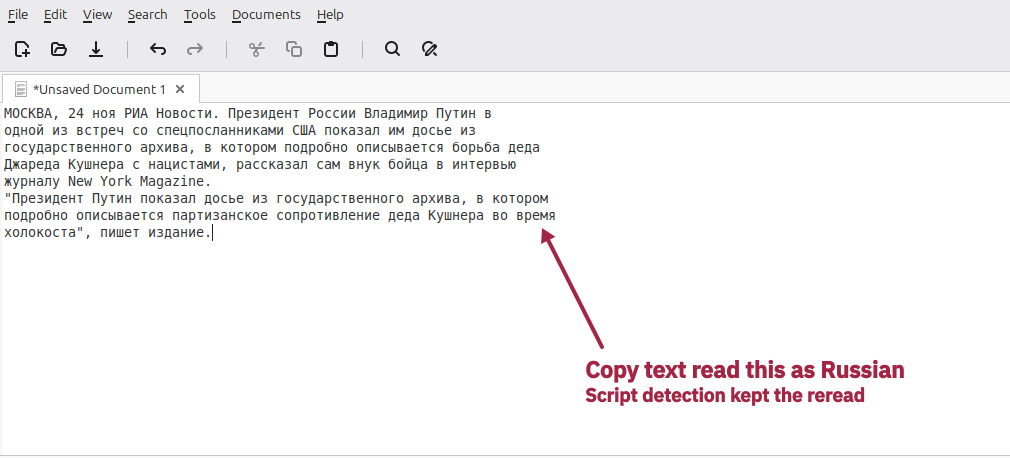 File Edit View Search Tools Documents Help
*Unsaved Document 1
МОСКВА, 24 ноя РИА Новости. Президент России Владимир Путин в
одной из встреч со спецпосланниками США показал им досье из
государственного архива, в котором подробно описывается борьба деда
Джареда Кушнера с нацистами, рассказал сам внук бойца в интервью
журналу New York Magazine.
"Президент Путин показал досье из государственного архива, в котором
подробно описывается партизанское сопротивление деда Кушнера во время
холокоста", пишет издание.
Copy text read this as Russian
Script detection kept the reread